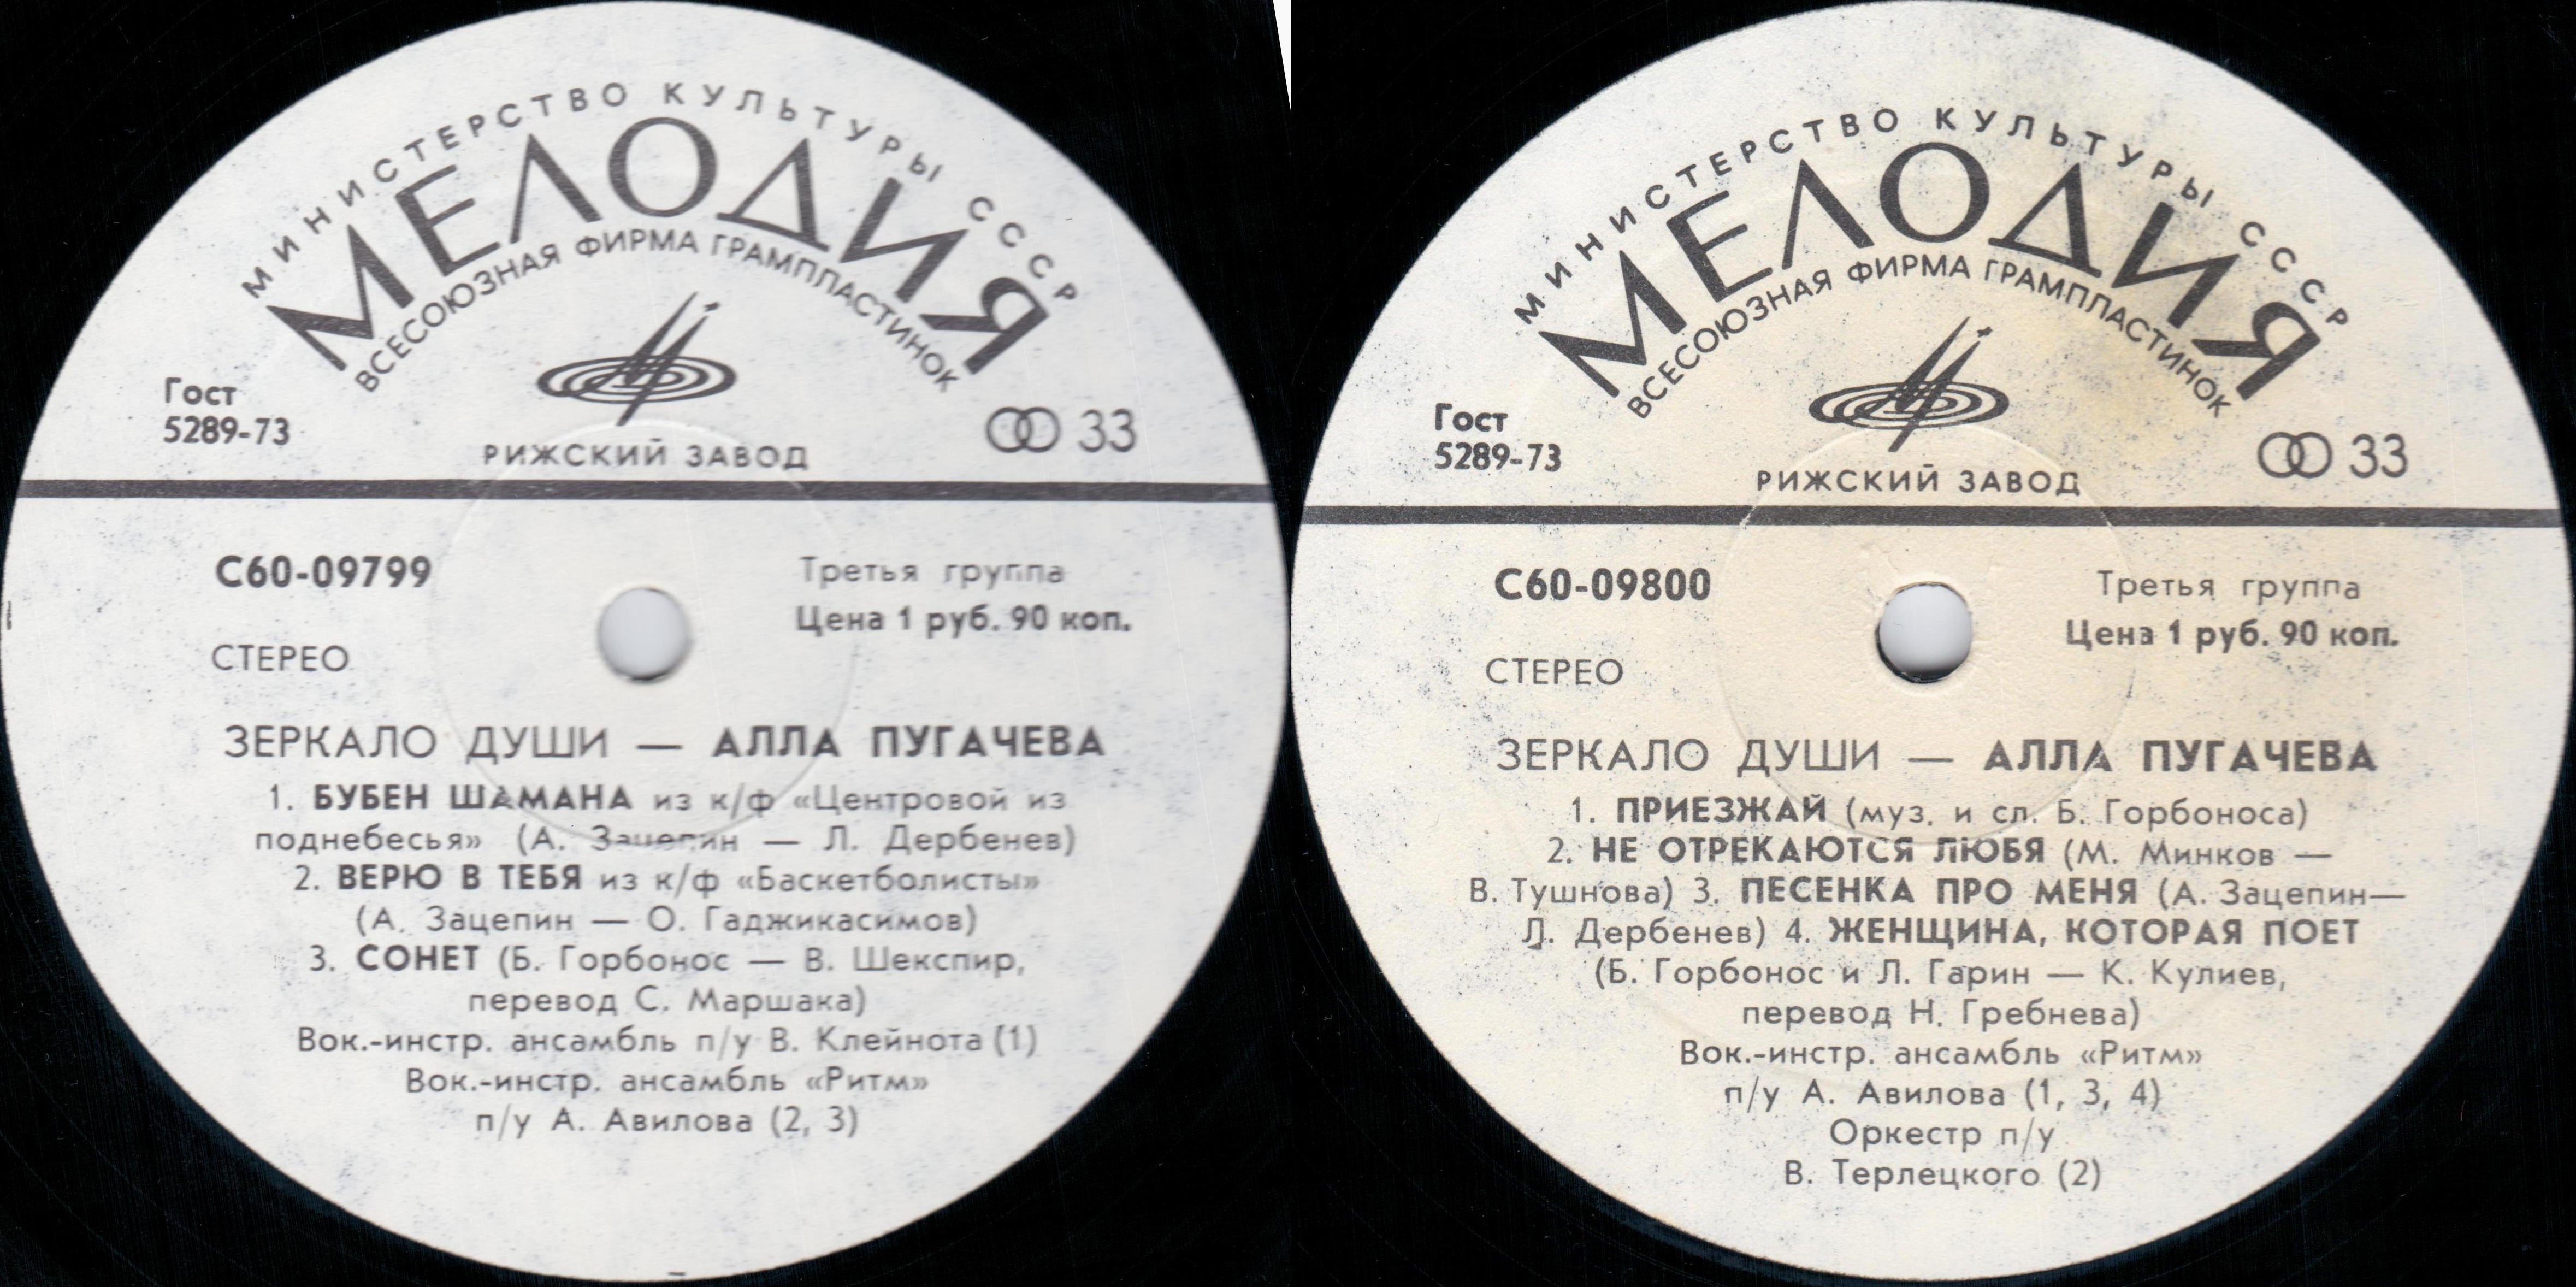 МИНИСТЕРСТВО КУЛЬТУРЫ СССР
МЕЛОДИЯ
ВСЕСОЮЗНАЯ ФИРМА ГРАМПЛАСТИНОК
Гост
5289-73
33
РИЖСКИЙ ЗАВОД
С60-09799
Третья группа
Цена 1 руб. 90 коп.
СТЕРЕО
ЗЕРКАЛО ДУШИ — АЛЛА ПУГАЧЕВА
1. БУБЕН ШАМАНА из к/ф «Центровой из
поднебесья» (А. Зацепин — Л. Дербенев)
2. ВЕРЮ В ТЕБЯ из к/ф «Баскетболисты»
(А. Зацепин — О. Гаджикасимов)
3. СОНЕТ (Б. Горбонос — В. Шекспир,
перевод С. Маршака)
Вок.-инстр. ансамбль п/у В. Клейнота (1)
Вок.-инстр. ансамбль «Ритм»
п/у А. Авилова (2, 3)
МИНИСТЕРСТВО КУЛЬТУРЫ СССР
МЕЛОДИЯ
ВСЕСОЮЗНАЯ ФИРМА ГРАМПЛАСТИНОК
Гост
5289-73
33
РИЖСКИЙ ЗАВОД
С60-09800
Третья группа
Цена 1 руб. 90 коп.
СТЕРЕО
ЗЕРКАЛО ДУШИ — АЛЛА ПУГАЧЕВА
1. ПРИЕЗЖАЙ (муз. и сл. Б. Горбоноса)
2. НЕ ОТРЕКАЮТСЯ ЛЮБЯ (М. Минков —
В. Тушнова) 3. ПЕСЕНКА ПРО МЕНЯ (А. Зацепин—
Л. Дербенев) 4. ЖЕНЩИНА, КОТОРАЯ ПОЕТ
(Б. Горбонос и Л. Гарин — К. Кулиев,
перевод Н. Гребнева)
Вок.-инстр. ансамбль «Ритм»
п/у А. Авилова (1, 3, 4)
Оркестр п/у
В. Терлецкого (2)